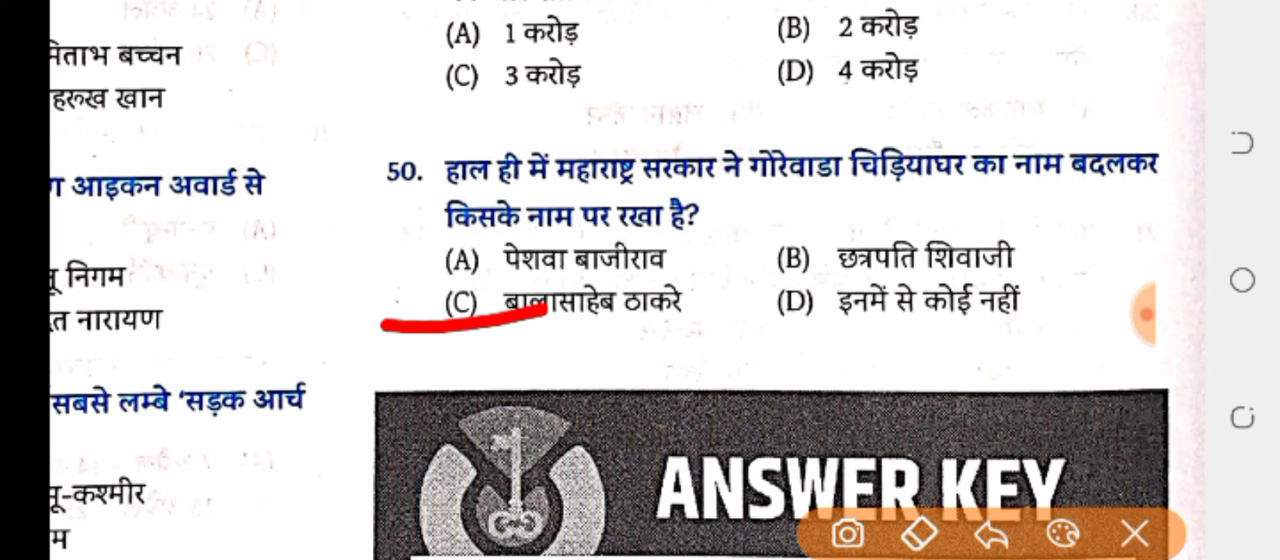 िताभ बच्चन
हरूख खान
आइकन अवार्ड से
निगम
त नारायण
सबसे लम्बे 'सड़क आर्च
मू-कश्मीर
म
(A) 1 करोड़
(B) 2 करोड़
(C) 3 करोड़
(D) 4 करोड़
50. हाल ही में महाराष्ट्र सरकार ने गोरेवाडा चिड़ियाघर का नाम बदलकर
किसके नाम पर रखा है?
(A) पेशवा बाजीराव
(B) छत्रपति शिवाजी
(C) बालासाहेब ठाकरे
(D) इनमें से कोई नहीं
ANSWER KEY